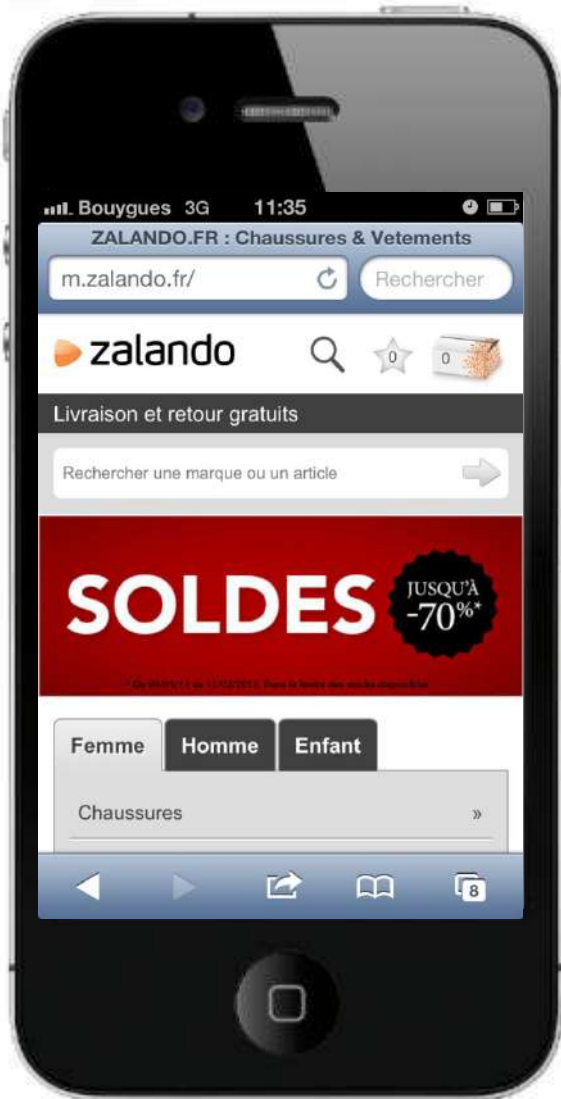 Bouygues 3G 11:35
ZALANDO.FR : Chaussures & Vetements
m.zalando.fr/ Rechercher
zalando 0 0
Livraison et retour gratuits
Rechercher une marque ou un article
SOLDES JUSQU'À -70%*
Femme Homme Enfant
Chaussures »
8